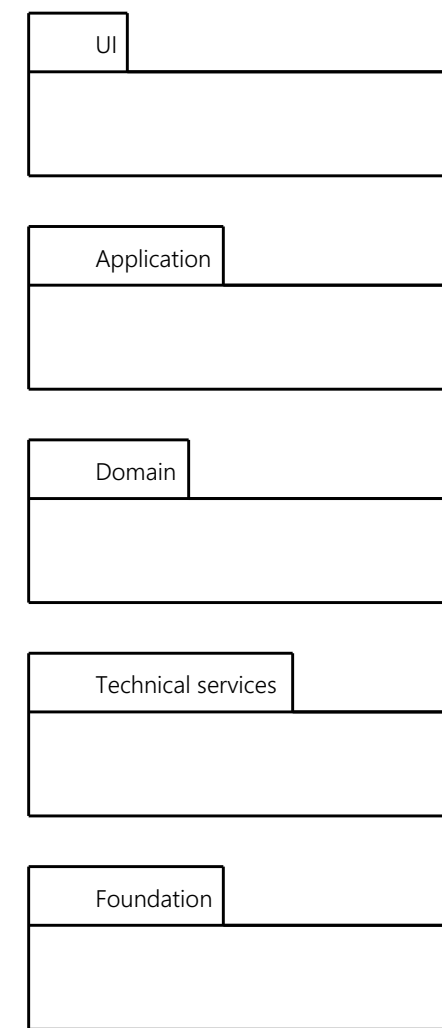 UI
Application
Domain
Technical services
Foundation